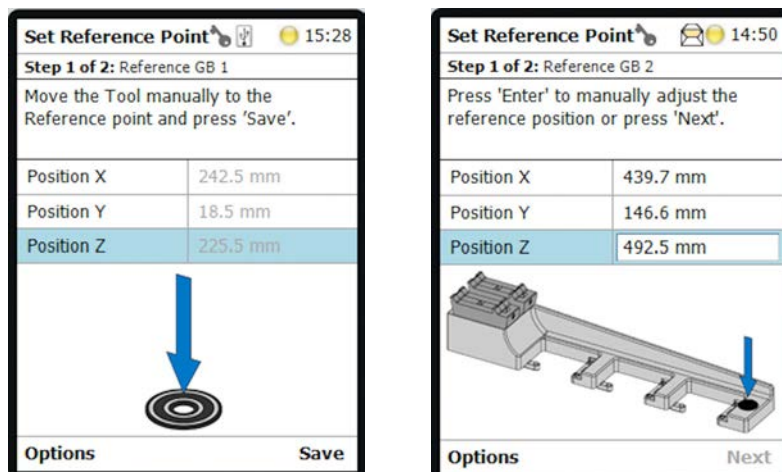 Set Reference Point 15:28
Step 1 of 2: Reference GB 1
Move the Tool manually to the
Reference point and press 'Save'.
Position X 242.5 mm
Position Y 18.5 mm
Position Z 225.5 mm
Options Save
Set Reference Point 14:50
Step 1 of 2: Reference GB 2
Press 'Enter' to manually adjust the
reference position or press 'Next'.
Position X 439.7 mm
Position Y 146.6 mm
Position Z 492.5 mm
Options Next